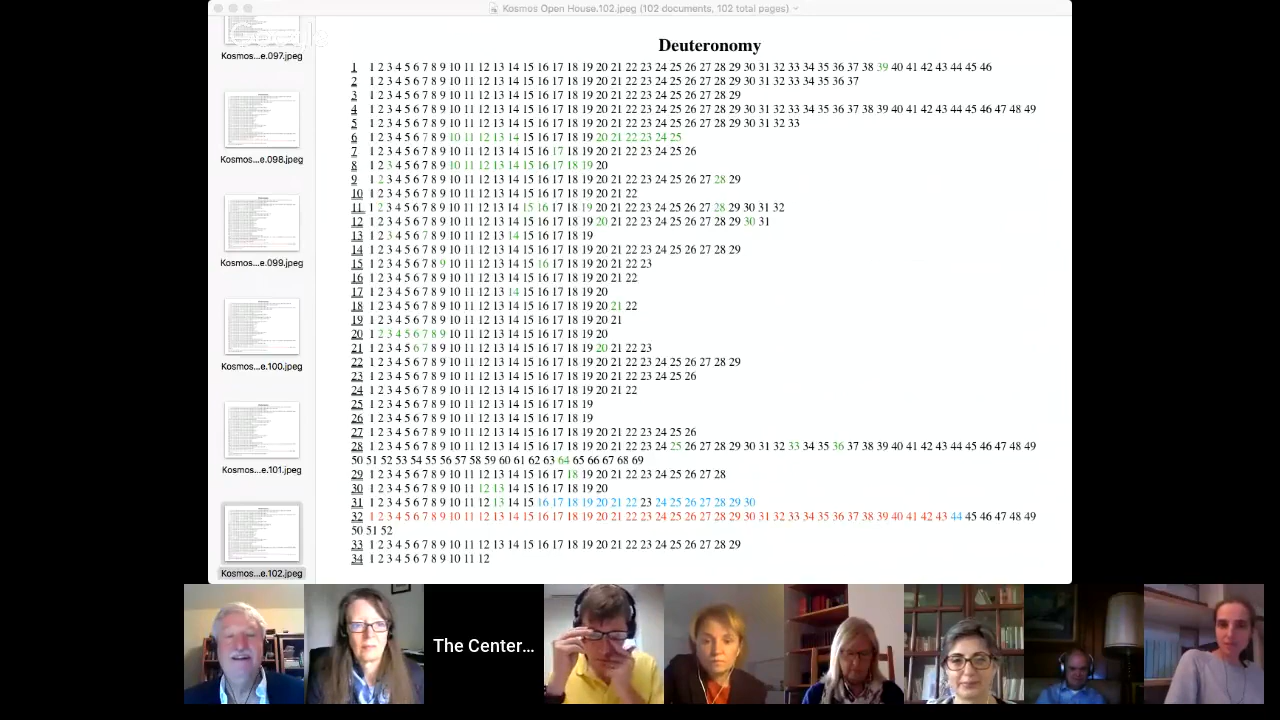 Kosmos Open House.102.jpeg (102 documents, 102 total pages)
Kosmos...e.097.jpeg
Kosmos...e.098.jpeg
Kosmos...e.099.jpeg
Kosmos...e.100.jpeg
Kosmos...e.101.jpeg
Kosmos...e.102.jpeg
Deuteronomy
1 1 2 3 4 5 6 7 8 9 10 11 12 13 14 15 16 17 18 19 20 21 22 23 24 25 26 27 28 29 30 31 32 33 34 35 36 37 38 39 40 41 42 43 44 45 46
2 1 2 3 4 5 6 7 8 9 10 11 12 13 14 15 16 17 18 19 20 21 22 23 24 25 26 27 28 29 30 31 32 33 34 35 36 37
3 1 2 3 4 5 6 7 8 9 10 11 12 13 14 15 16 17 18 19 20 21 22 23 24 25 26 27 28 29
4 1 2 3 4 5 6 7 8 9 10 11 12 13 14 15 16 17 18 19 20 21 22 23 24 25 26 27 28 29 30 31 32 33 34 35 36 37 38 39 40 41 42 43 44 45 46 47 48 49
5 1 2 3 4 5 6 7 8 9 10 11 12 13 14 15 16 17 18 19 20 21 22 23 24 25 26 27 28 29 30 31 32 33
6 1 2 3 4 5 6 7 8 9 10 11 12 13 14 15 16 17 18 19 20 21 22 23 24 25
7 1 2 3 4 5 6 7 8 9 10 11 12 13 14 15 16 17 18 19 20 21 22 23 24 25 26
8 1 2 3 4 5 6 7 8 9 10 11 12 13 14 15 16 17 18 19 20
9 1 2 3 4 5 6 7 8 9 10 11 12 13 14 15 16 17 18 19 20 21 22 23 24 25 26 27 28 29
10 1 2 3 4 5 6 7 8 9 10 11 12 13 14 15 16 17 18 19 20 21 22
11 1 2 3 4 5 6 7 8 9 10 11 12 13 14 15 16 17 18 19 20 21 22 23 24 25 26 27 28 29 30 31 32
12 1 2 3 4 5 6 7 8 9 10 11 12 13 14 15 16 17 18 19 20 21 22 23 24 25 26 27 28 29 30 31
13 1 2 3 4 5 6 7 8 9 10 11 12 13 14 15 16 17 18 19
14 1 2 3 4 5 6 7 8 9 10 11 12 13 14 15 16 17 18 19 20 21 22 23 24 25 26 27 28 29
15 1 2 3 4 5 6 7 8 9 10 11 12 13 14 15 16 17 18 19 20 21 22 23
16 1 2 3 4 5 6 7 8 9 10 11 12 13 14 15 16 17 18 19 20 21 22
17 1 2 3 4 5 6 7 8 9 10 11 12 13 14 15 16 17 18 19 20
18 1 2 3 4 5 6 7 8 9 10 11 12 13 14 15 16 17 18 19 20 21 22
19 1 2 3 4 5 6 7 8 9 10 11 12 13 14 15 16 17 18 19 20 21
20 1 2 3 4 5 6 7 8 9 10 11 12 13 14 15 16 17 18 19 20
21 1 2 3 4 5 6 7 8 9 10 11 12 13 14 15 16 17 18 19 20 21 22 23
22 1 2 3 4 5 6 7 8 9 10 11 12 13 14 15 16 17 18 19 20 21 22 23 24 25 26 27 28 29
23 1 2 3 4 5 6 7 8 9 10 11 12 13 14 15 16 17 18 19 20 21 22 23 24 25 26
24 1 2 3 4 5 6 7 8 9 10 11 12 13 14 15 16 17 18 19 20 21 22
25 1 2 3 4 5 6 7 8 9 10 11 12 13 14 15 16 17 18 19
26 1 2 3 4 5 6 7 8 9 10 11 12 13 14 15 16 17 18 19
27 1 2 3 4 5 6 7 8 9 10 11 12 13 14 15 16 17 18 19 20 21 22 23 24 25 26
28 1 2 3 4 5 6 7 8 9 10 11 12 13 14 15 16 17 18 19 20 21 22 23 24 25 26 27 28 29 30 31 32 33 34 35 36 37 38 39 40 41 42 43 44 45 46 47 48 49
50 51 52 53 54 55 56 57 58 59 60 61 62 63 64 65 66 67 68 69
29 1 2 3 4 5 6 7 8 9 10 11 12 13 14 15 16 17 18 19 20 21 22 23 24 25 26 27 28
30 1 2 3 4 5 6 7 8 9 10 11 12 13 14 15 16 17 18 19 20
31 1 2 3 4 5 6 7 8 9 10 11 12 13 14 15 16 17 18 19 20 21 22 23 24 25 26 27 28 29 30
32 1 2 3 4 5 6 7 8 9 10 11 12 13 14 15 16 17 18 19 20 21 22 23 24 25 26 27 28 29 30 31 32 33 34 35 36 37 38 39 40 41 42 43 44 45 46 47 48 49
50 51 52
33 1 2 3 4 5 6 7 8 9 10 11 12 13 14 15 16 17 18 19 20 21 22 23 24 25 26 27 28 29
34 1 2 3 4 5 6 7 8 9 10 11 12
The Center...